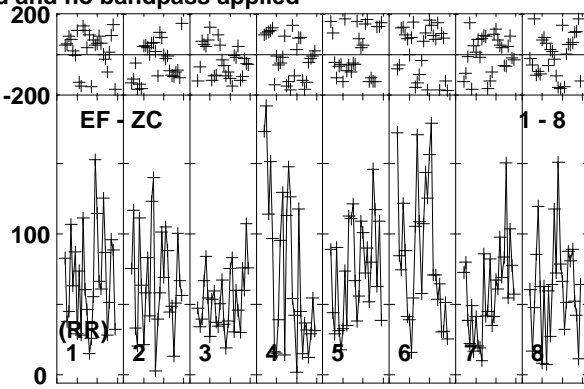 d and no bandpass applied
200
-200
EF - ZC 1 - 8
100
(RR)
1 2 3 4 5 6 7 8
0